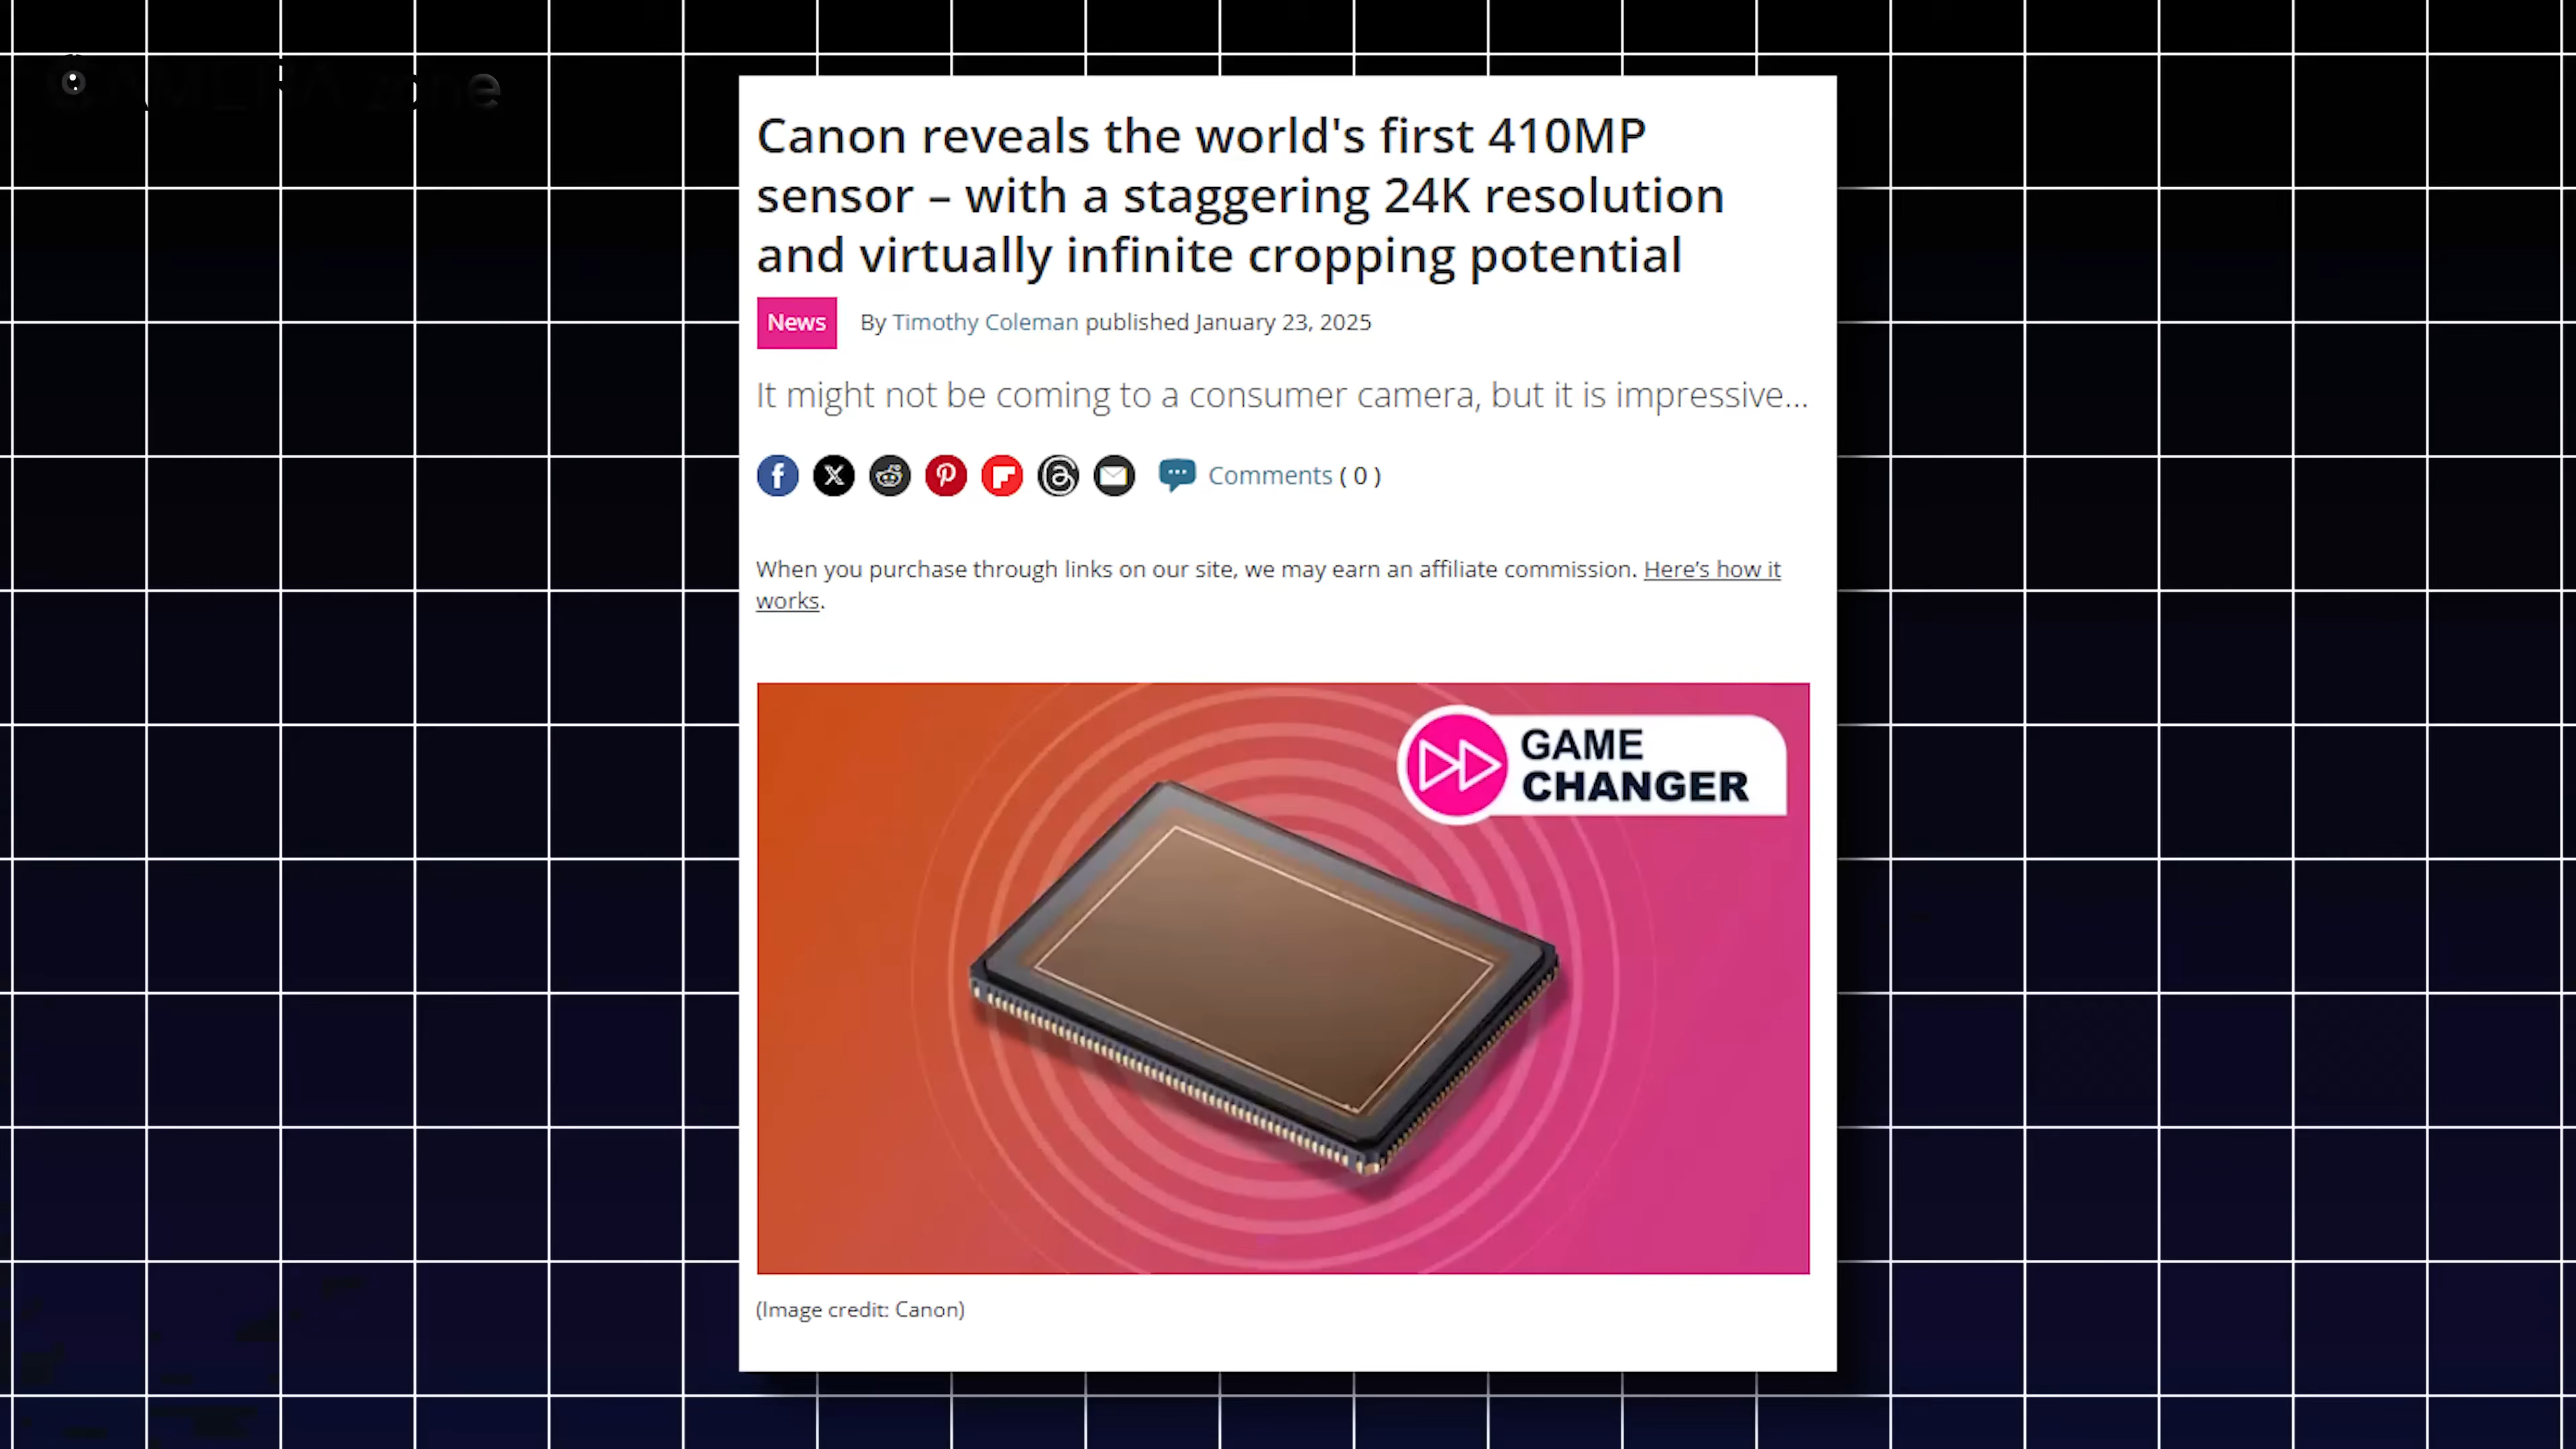 CAMERA zone
Canon reveals the world's first 410MP
sensor – with a staggering 24K resolution
and virtually infinite cropping potential
News
By Timothy Coleman published January 23, 2025
It might not be coming to a consumer camera, but it is impressive...
Comments ( 0 )
When you purchase through links on our site, we may earn an affiliate commission. Here’s how it
works.
GAME
CHANGER
(Image credit: Canon)